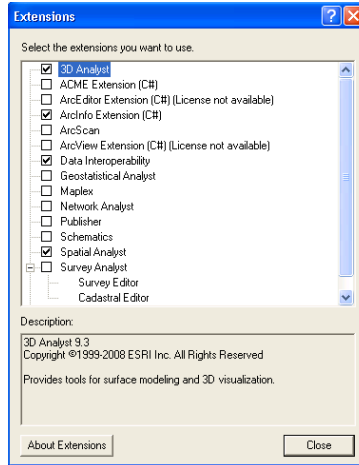 Extensions
Select the extensions you want to use.
3D Analyst
ACME Extension (C#)
ArcEditor Extension (C#) (License not available)
ArcInfo Extension (C#)
ArcScan
ArcView Extension (C#) (License not available)
Data Interoperability
Geostatistical Analyst
Maplex
Network Analyst
Publisher
Schematics
Spatial Analyst
Survey Analyst
Survey Editor
Cadastral Editor
Description:
3D Analyst 9.3
Copyright ©1999-2008 ESRI Inc. All Rights Reserved
Provides tools for surface modeling and 3D visualization.
About Extensions
Close